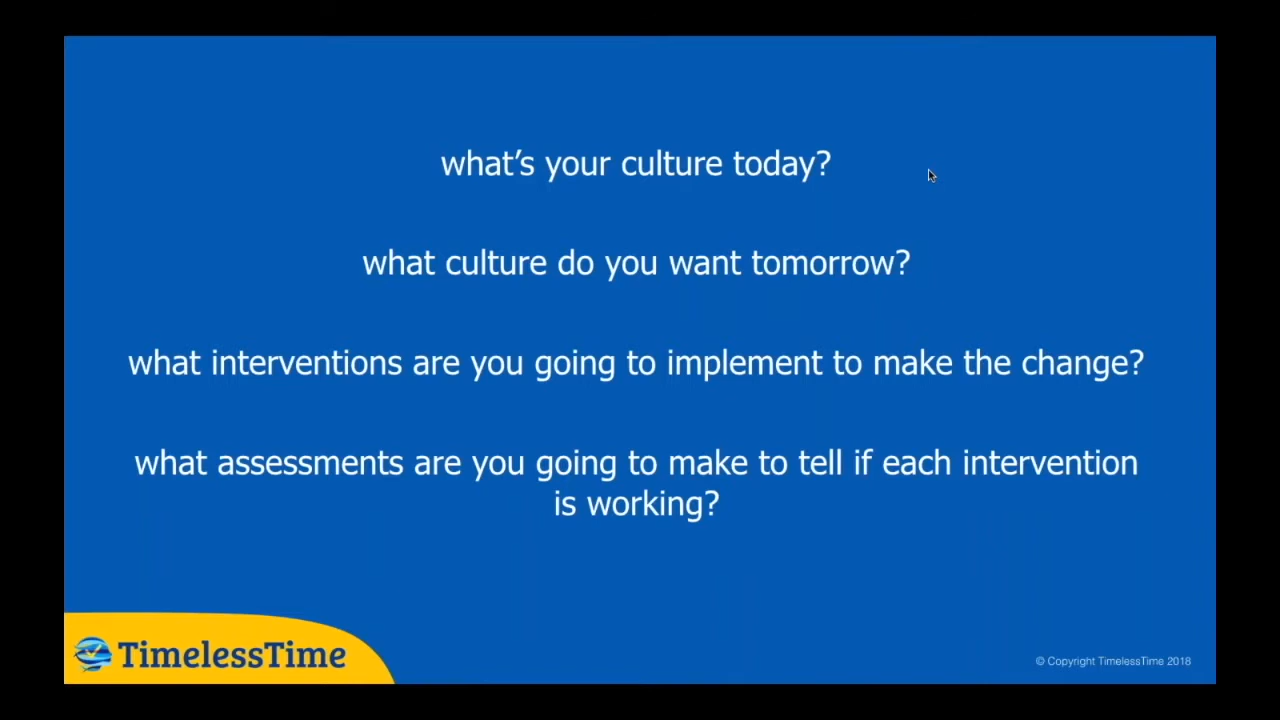 what’s your culture today?
what culture do you want tomorrow?
what interventions are you going to implement to make the change?
what assessments are you going to make to tell if each intervention
is working?
TimelessTime
© Copyright TimelessTime 2018